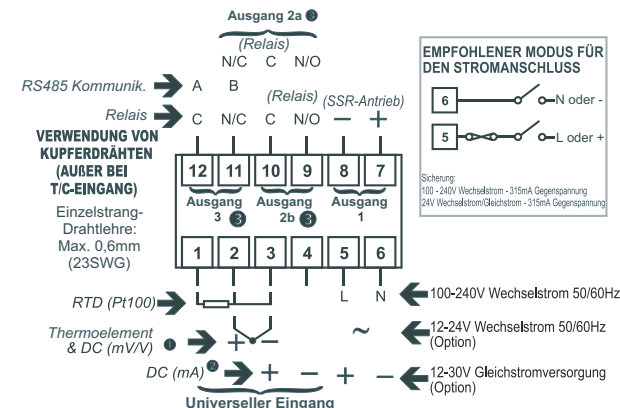 Ausgang 2a ❸
(Relais)
N/C C N/O
RS485 Kommunik. A B
(Relais) (SSR-Antrieb)
Relais C N/C C N/O − +
VERWENDUNG VON
KUPFERDRÄHTEN
(AUßER BEI
T/C-EINGANG)
Einzelstrang-
Drahtlehre:
Max. 0,6mm
(23SWG)
12 11 10 9 8 7
Ausgang Ausgang Ausgang
3 ❸ 2b ❸ 1
1 2 3 4 5 6
RTD (Pt100) L N 100-240V Wechselstrom 50/60Hz
Thermoelement
& DC (mV/V) ❶ + − ~ 12-24V Wechselstrom 50/60Hz
(Option)
DC (mA) ❷ + − + − 12-30V Gleichstromversorgung
(Option)
Universeller Eingang
EMPFOHLENER MODUS FÜR
DEN STROMANSCHLUSS
6 N oder -
5 L oder +
Sicherung:
100 - 240V Wechselstrom - 315mA Gegenspannung
24V Wechselstrom/Gleichstrom - 315mA Gegenspannung